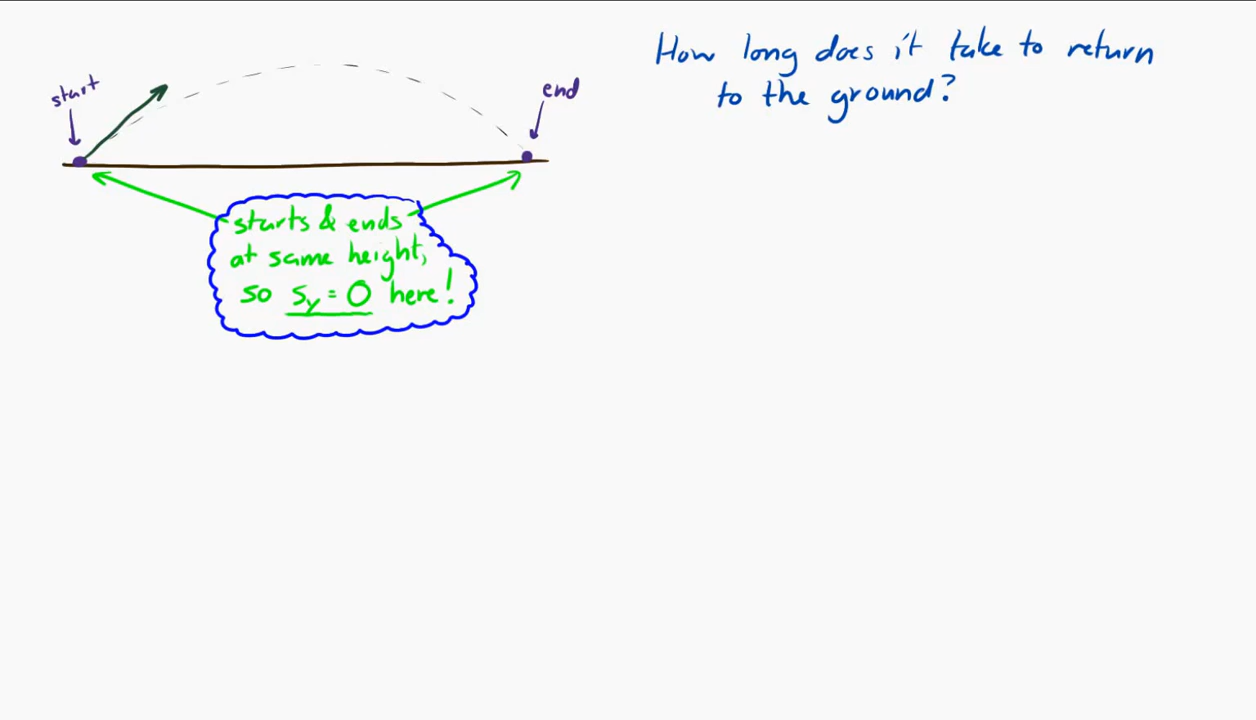 How long does it take to return
to the ground?
start
end
starts & ends
at same height,
so Sy = 0 here!